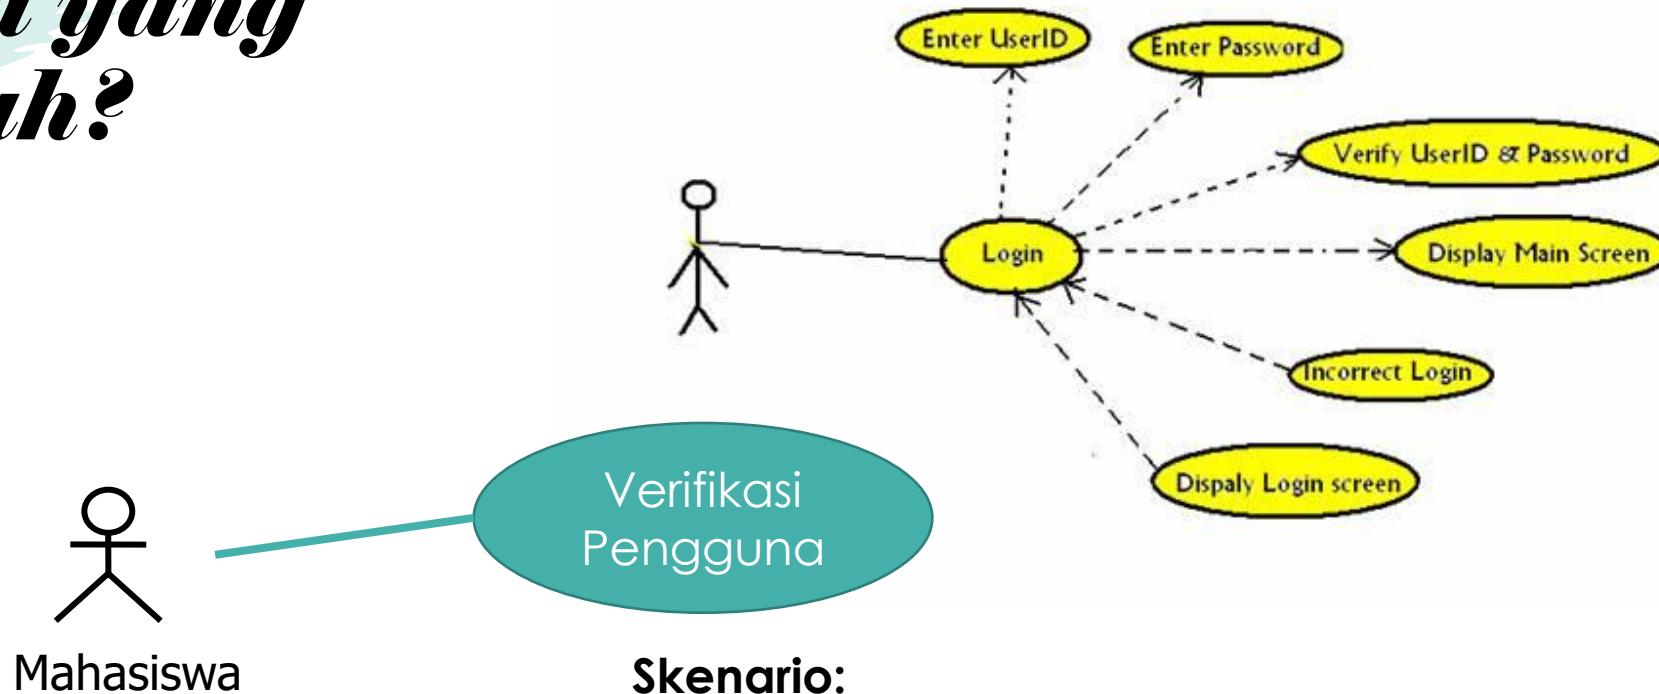 yang
?
Enter UserID
Enter Password
Verify UserID & Password
Login
Display Main Screen
Incorrect Login
Dispaly Login screen
Verifikasi
Pengguna
Mahasiswa
Skenario: